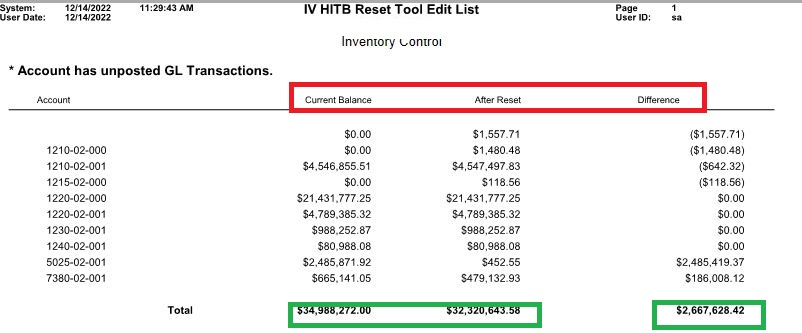 System: 12/14/2022 11:29:43 AM IV HITB Reset Tool Edit List Page 1
User Date: 12/14/2022 User ID: sa
Inventory Control
* Account has unposted GL Transactions.
Account Current Balance After Reset Difference
$0.00 $1,557.71 ($1,557.71)
1210-02-000 $0.00 $1,480.48 ($1,480.48)
1210-02-001 $4,546,855.51 $4,547,497.83 ($642.32)
1215-02-000 $0.00 $118.56 ($118.56)
1220-02-000 $21,431,777.25 $21,431,777.25 $0.00
1220-02-001 $4,789,385.32 $4,789,385.32 $0.00
1230-02-001 $988,252.87 $988,252.87 $0.00
1240-02-001 $80,988.08 $80,988.08 $0.00
5025-02-001 $2,485,871.92 $452.55 $2,485,419.37
7380-02-001 $665,141.05 $479,132.93 $186,008.12
Total $34,988,272.00 $32,320,643.58 $2,667,628.42